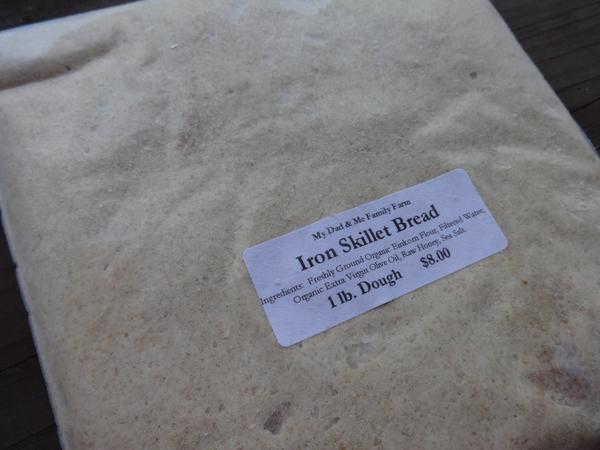 My Dad & Me Family Farm
Iron Skillet Bread
Ingredients: Freshly Ground Organic Einkorn Flour, Filtered Water,
Organic Extra Virgin Olive Oil, Raw Honey, Sea Salt.
1 lb. Dough $8.00